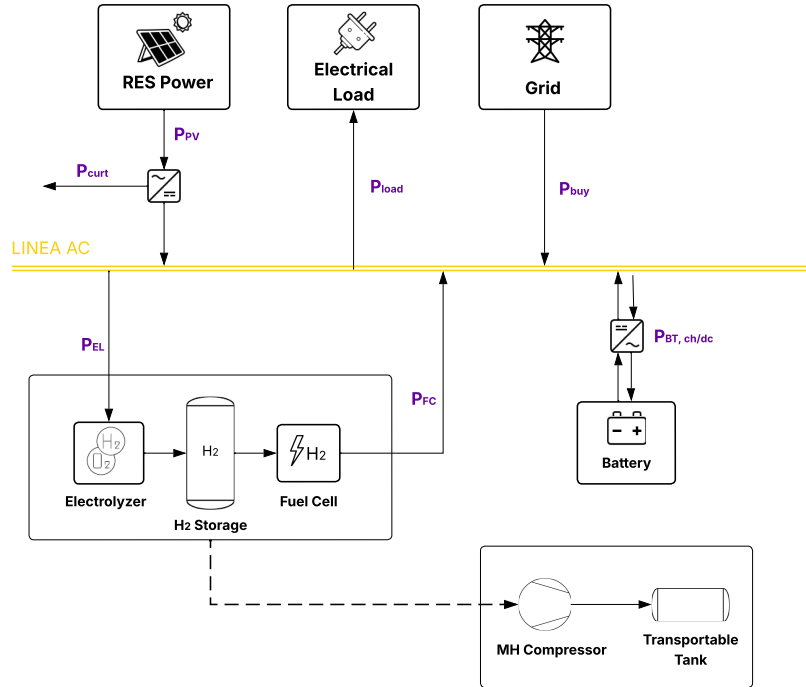 RES Power
Electrical
Load
Grid
PPV
Pcurt
Pload
Pbuy
LINEA AC
PEL
PFC
PBT, ch/dc
H2
O2
H2
H2
Electrolyzer
H2 Storage
Fuel Cell
Battery
MH Compressor
Transportable
Tank